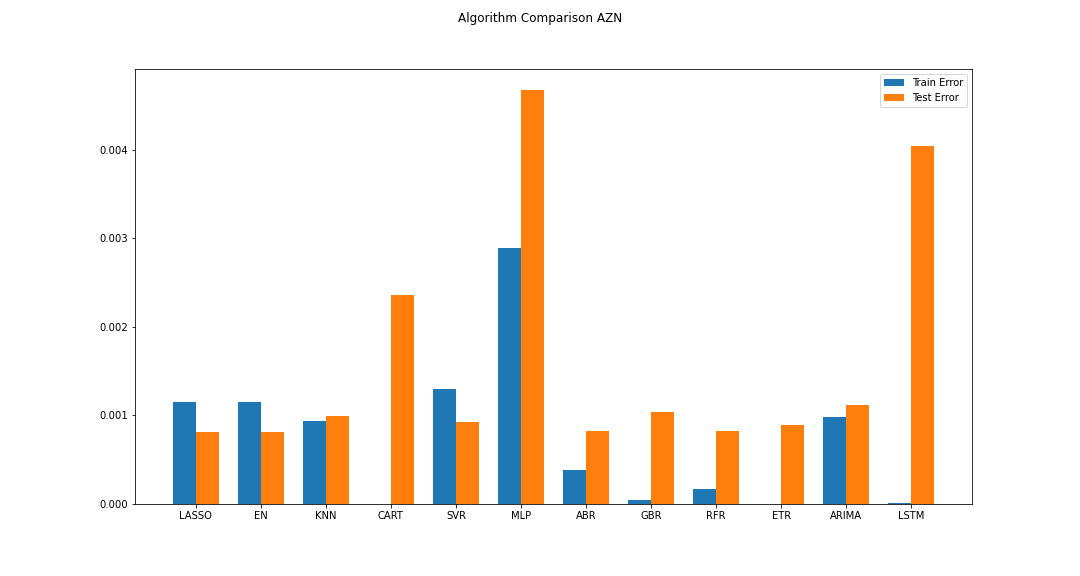 Algorithm Comparison AZN
Train Error
Test Error
0.004
0.003
0.002
0.001
0.000
LASSO EN KNN CART SVR MLP ABR GBR RFR ETR ARIMA LSTM